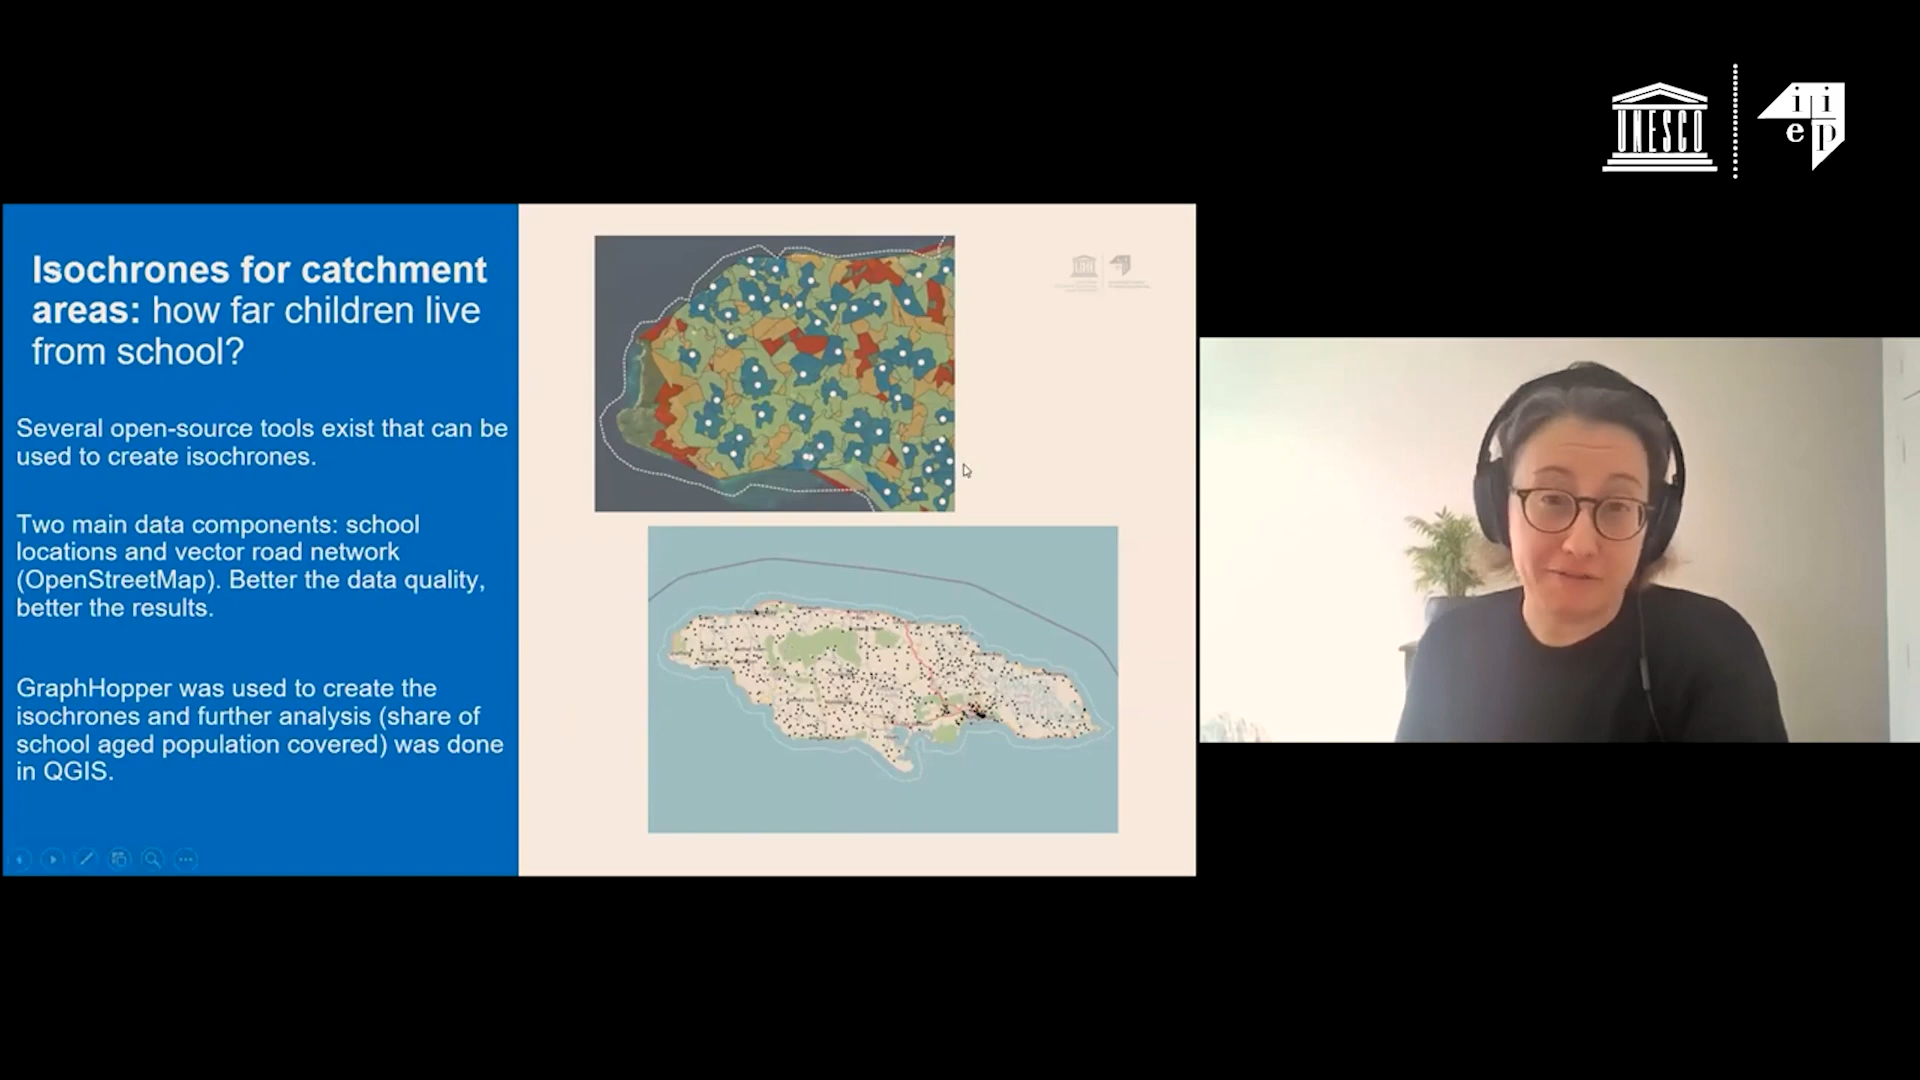 UNESCO
iiep
Isochrones for catchment
areas: how far children live
from school?
Several open-source tools exist that can be
used to create isochrones.
Two main data components: school
locations and vector road network
(OpenStreetMap). Better the data quality,
better the results.
GraphHopper was used to create the
isochrones and further analysis (share of
school aged population covered) was done
in QGIS.